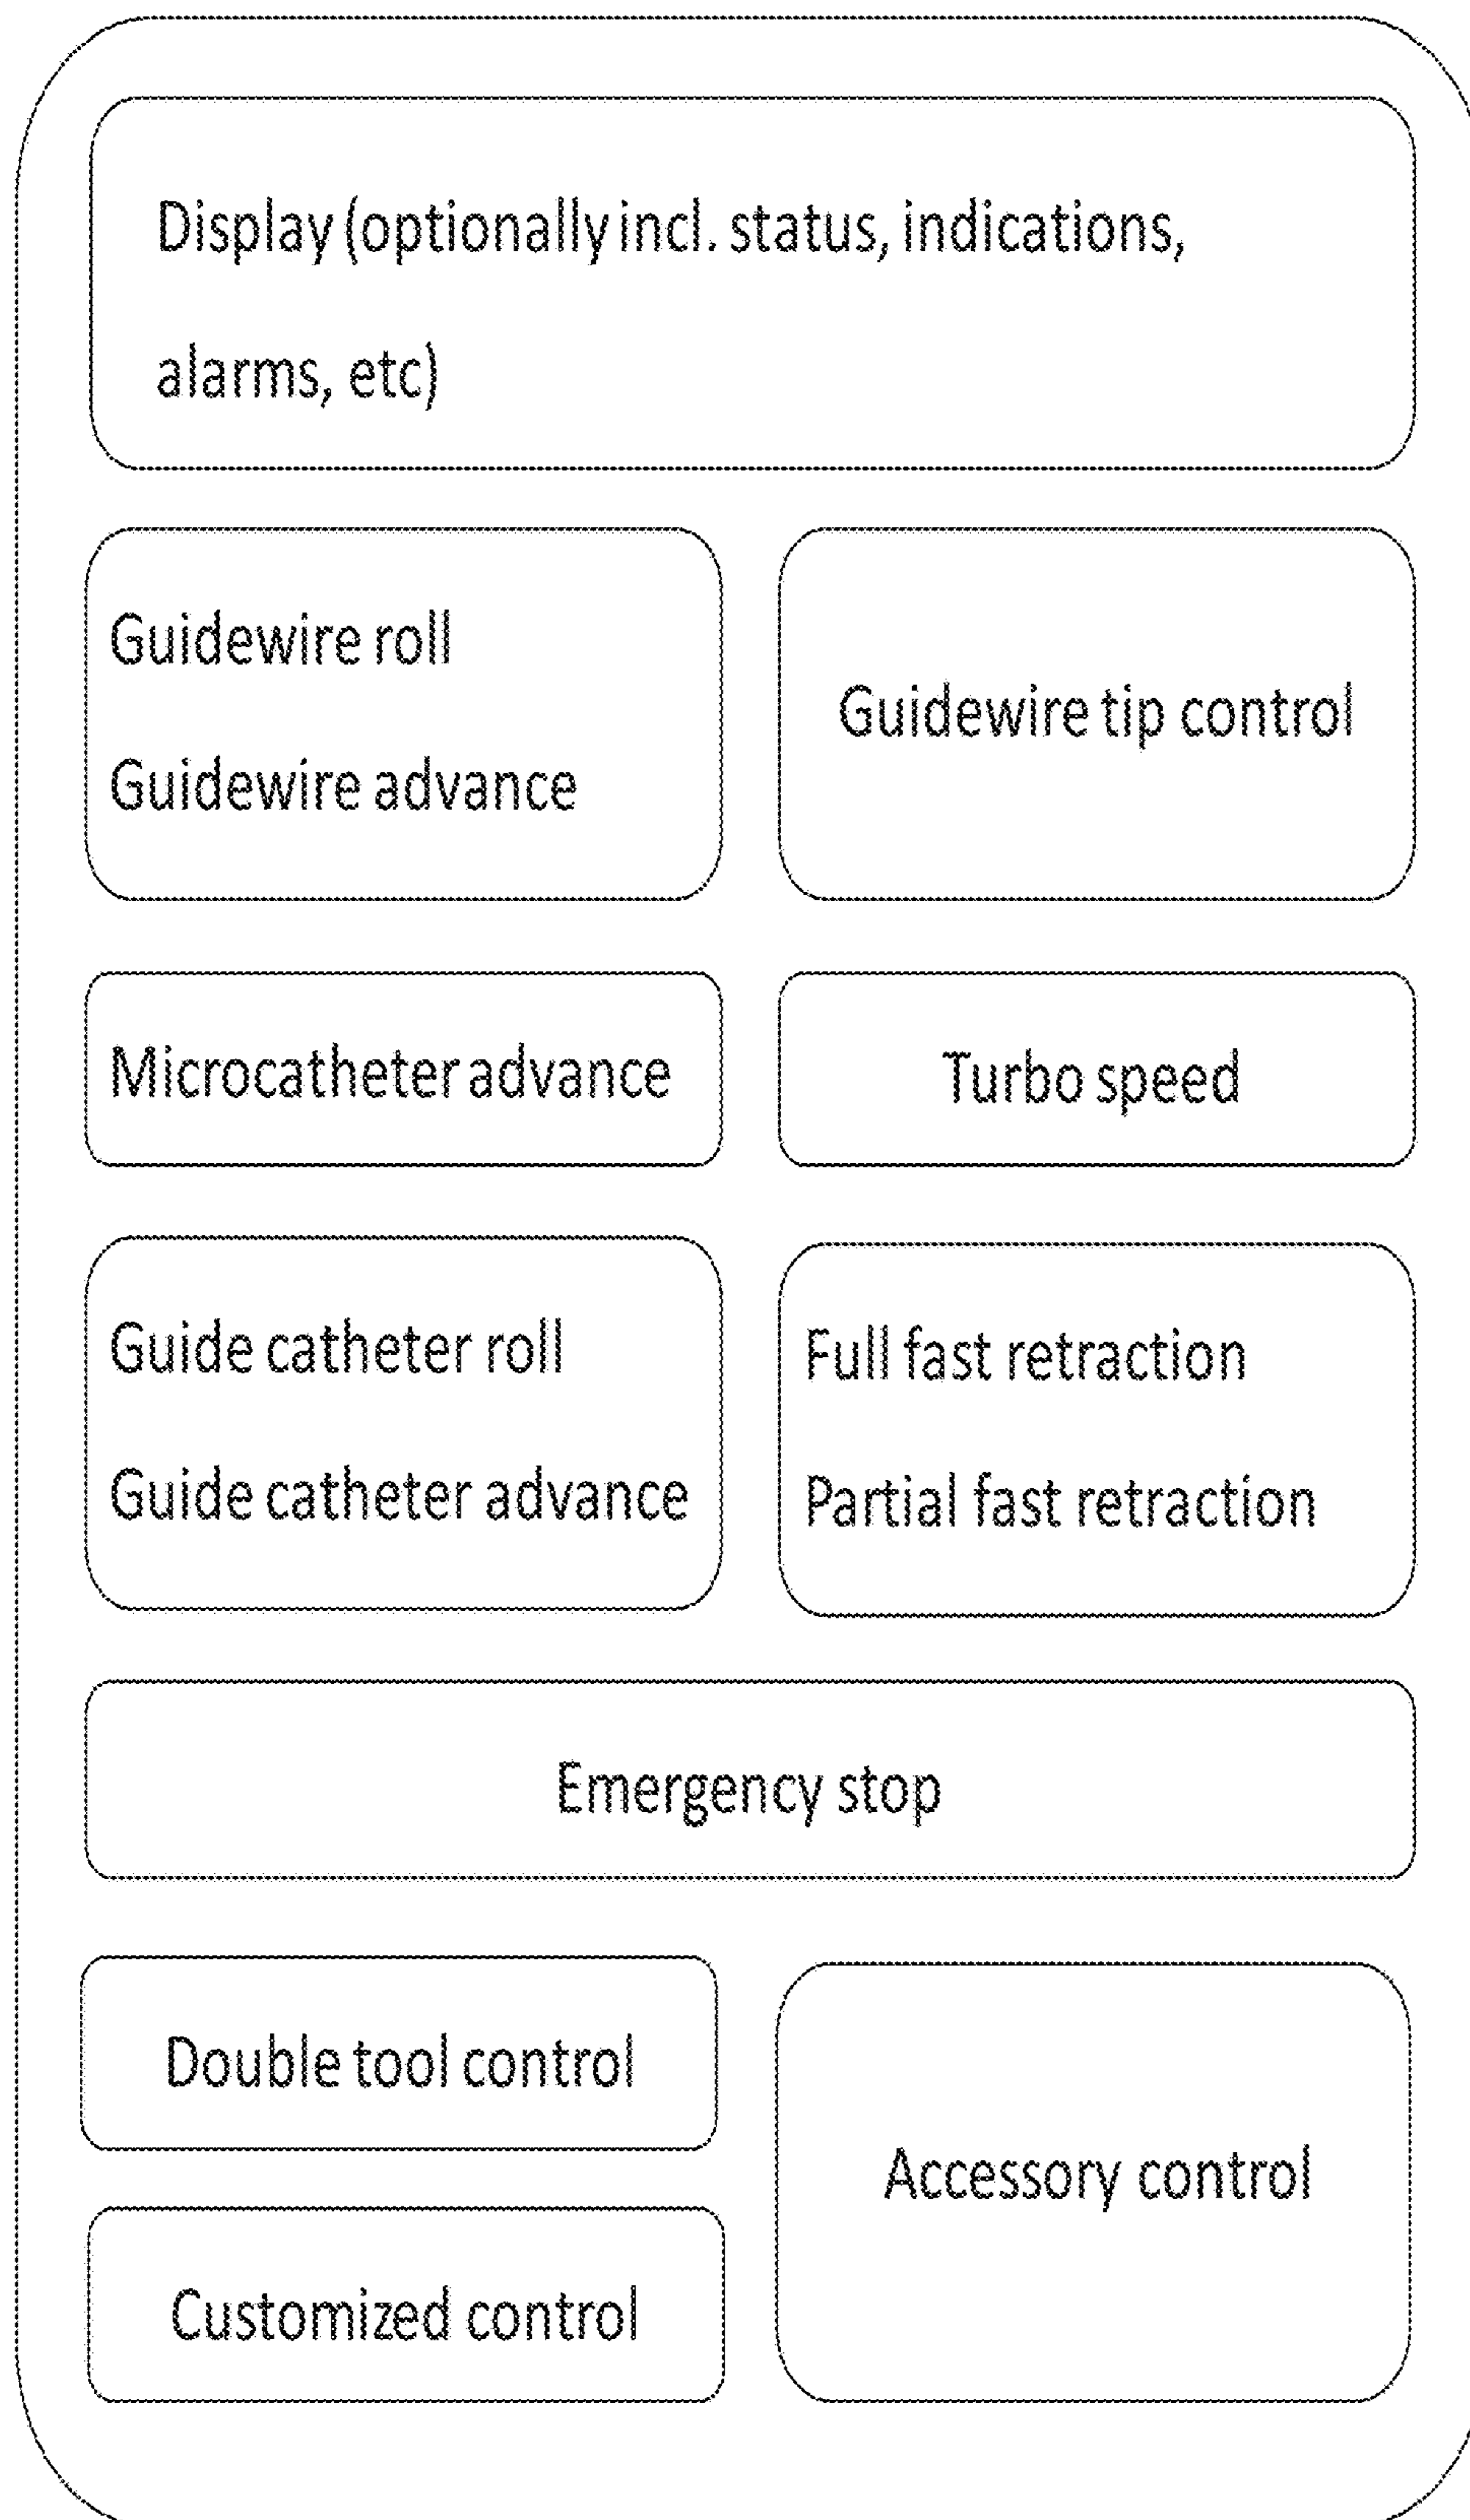 Display (optionally incl. status, indications,
alarms, etc)
Guidewire roll
Guidewire advance
Guidewire tip control
Microcatheter advance
Turbo speed
Guide catheter roll
Guide catheter advance
Full fast retraction
Partial fast retraction
Emergency stop
Double tool control
Customized control
Accessory control